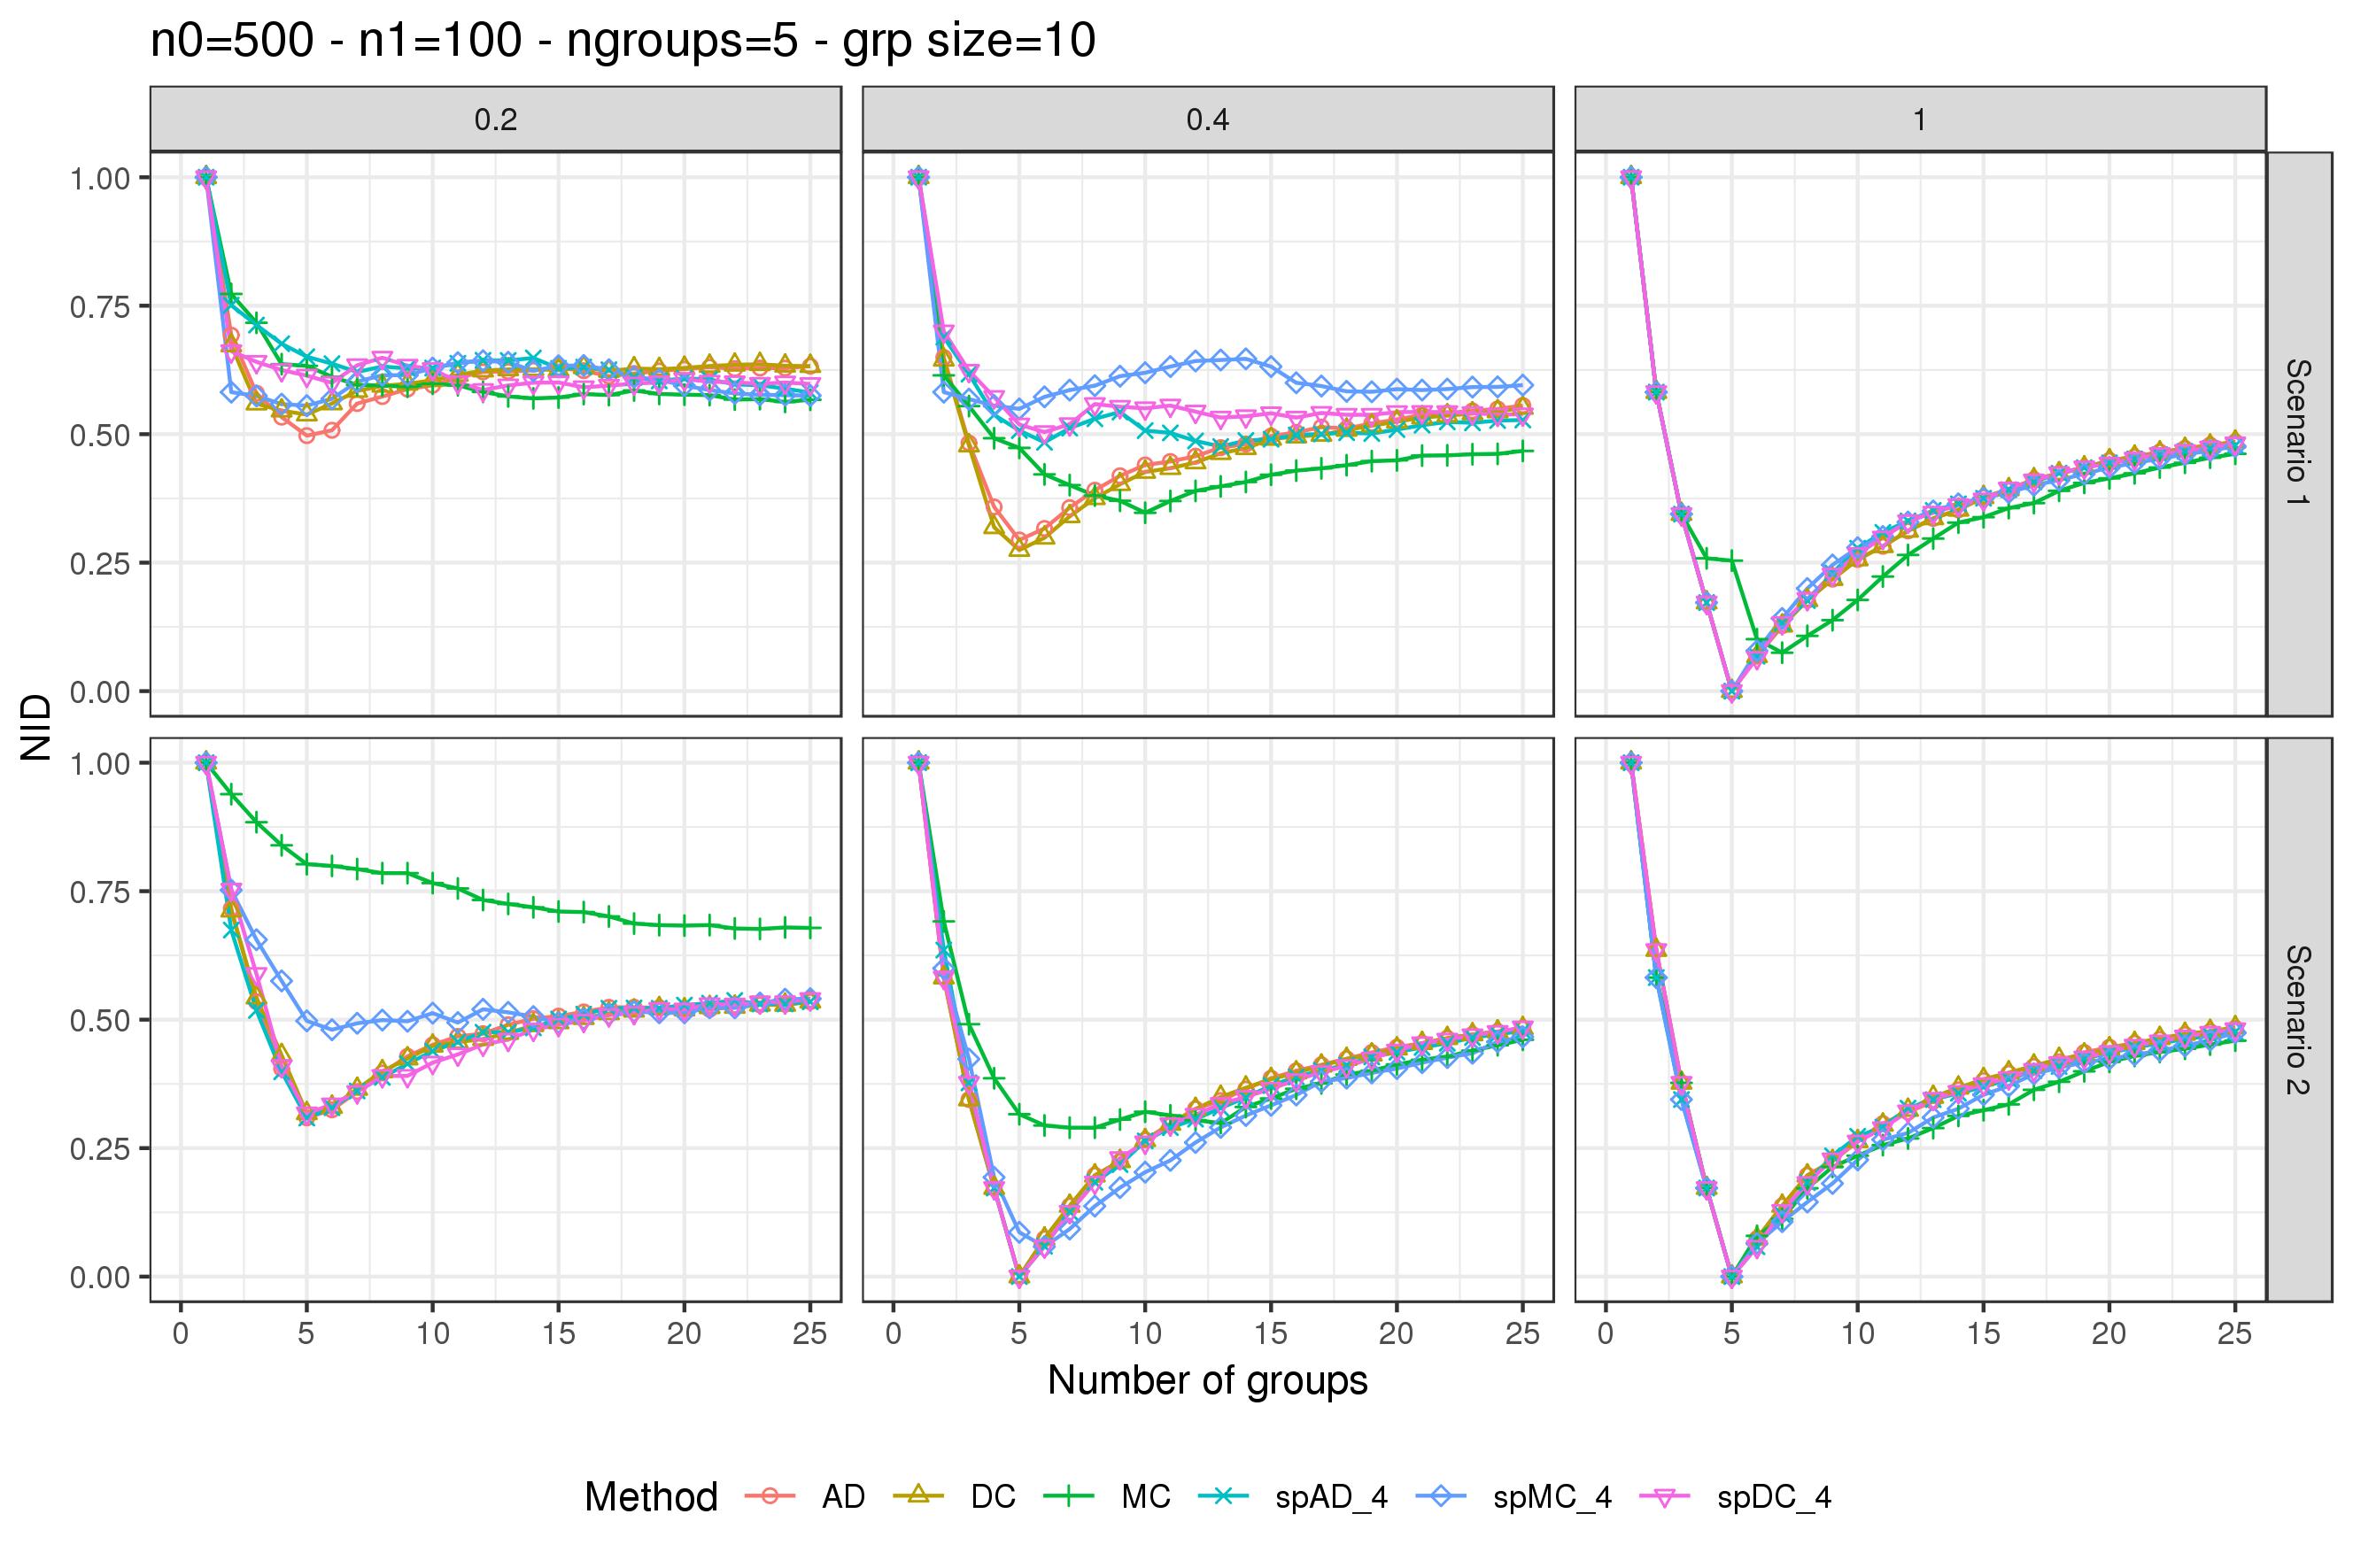 n0=500 - n1=100 - ngroups=5 - grp size=10
0.2 0.4 1
1.00
0.75
0.50
0.25
0.00
Scenario 1
NID
1.00
0.75
0.50
0.25
0.00
Scenario 2
0 5 10 15 20 25 0 5 10 15 20 25 0 5 10 15 20 25
Number of groups
Method AD DC MC spAD_4 spMC_4 spDC_4